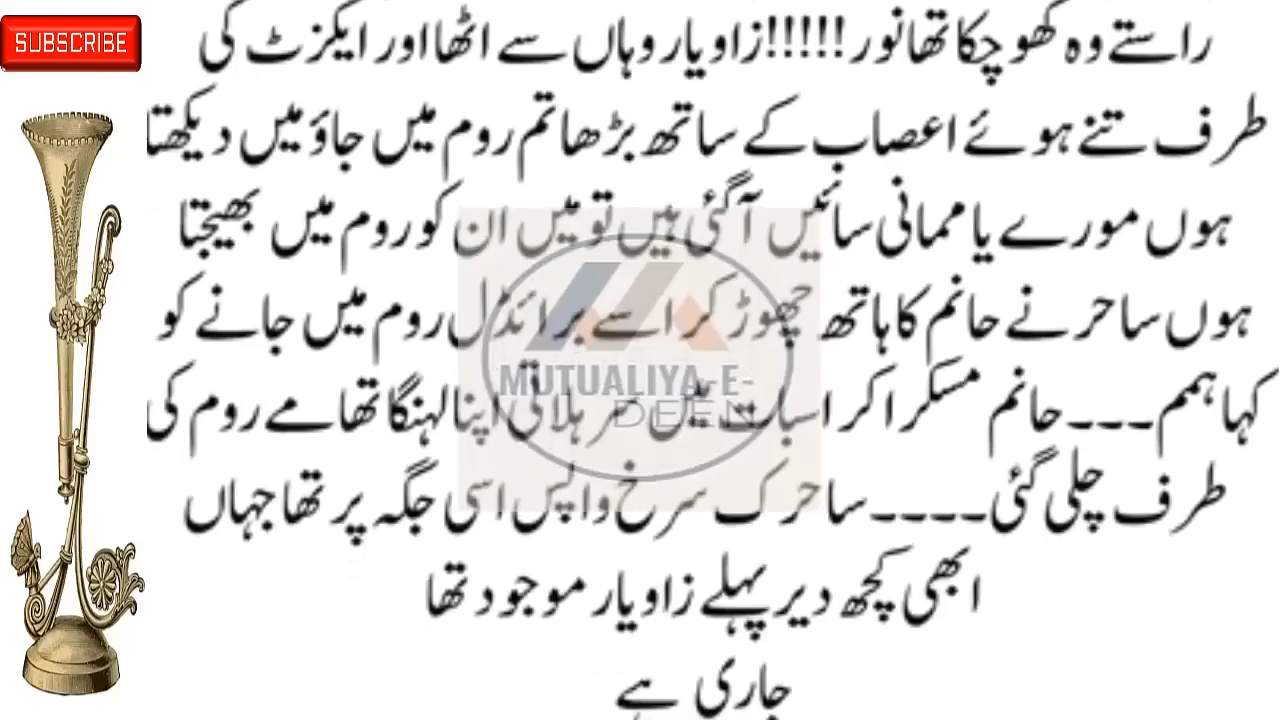 SUBSCRIBE
راستے وہ کھو چکا تھا نور !!!!!! زاویار وہاں سے اٹھا اور ایکزٹ کی
طرف تنے ہوئے اعصاب کے ساتھ بڑھا تم روم میں جاؤ میں دیکھتا
ہوں مورے یا ممانی سائیں آگئی ہیں تو میں ان کو روم میں بھیجتا
ہوں ساحر نے حانم کا ہاتھ چھوڑ کر اسے برائڈل روم میں جانے کو
کہا ہمم ۔۔۔ حانم مسکرا کر اسبات میں سر ہلاتی اپنا لہنگا تھامے روم کی
طرف چلی گئی ۔۔۔۔ ساحر ک سرخ واپس اسی جگہ پر تھا جہاں
ابھی کچھ دیر پہلے زاویار موجود تھا
جاری ہے
MUTUALIYA-E-
DEEN